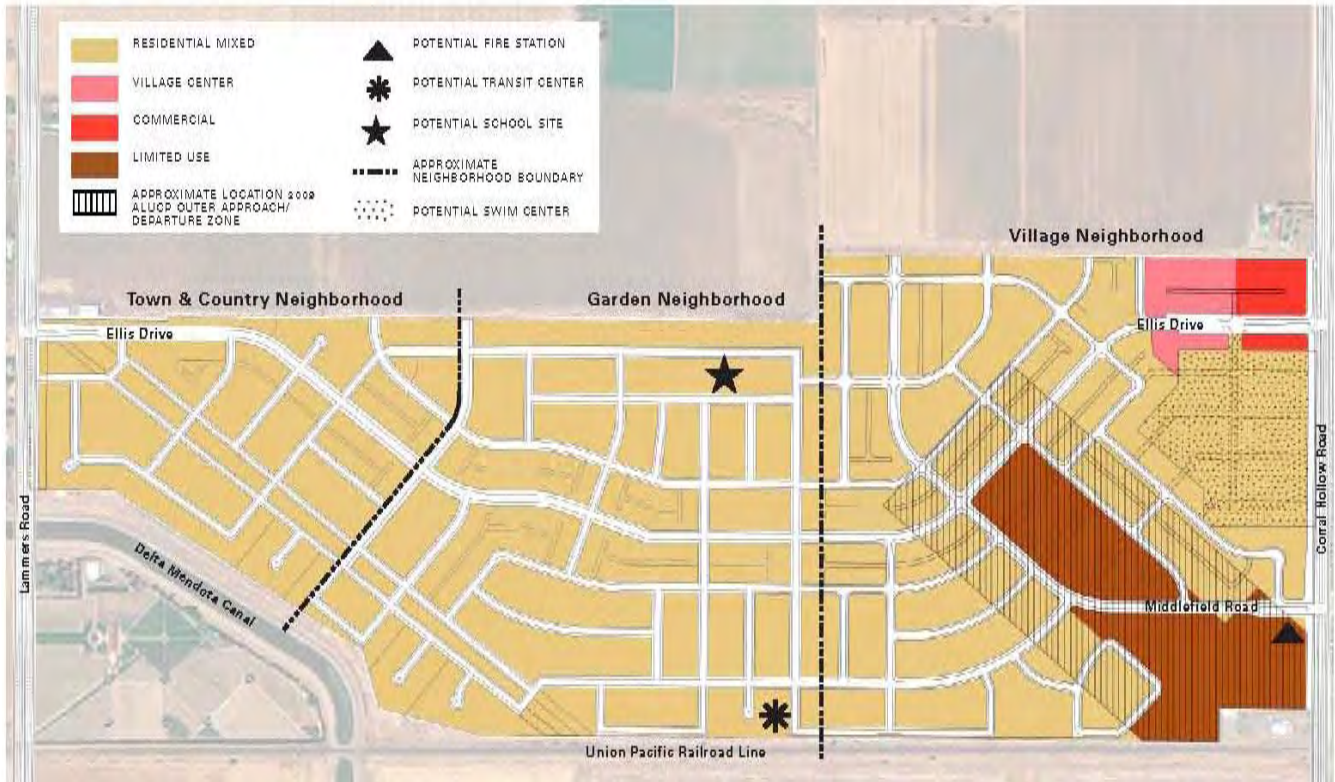 RESIDENTIAL MIXED
VILLAGE CENTER
COMMERCIAL
LIMITED USE
APPROXIMATE LOCATION 2009
ALUCP OUTER APPROACH/
DEPARTURE ZONE
POTENTIAL FIRE STATION
POTENTIAL TRANSIT CENTER
POTENTIAL SCHOOL SITE
APPROXIMATE
NEIGHBORHOOD BOUNDARY
POTENTIAL SWIM CENTER
Village Neighborhood
Town & Country Neighborhood
Garden Neighborhood
Ellis Drive
Ellis Drive
Lammers Road
Corral Hollow Road
Delta Mendota Canal
Middlefield Road
Union Pacific Railroad Line